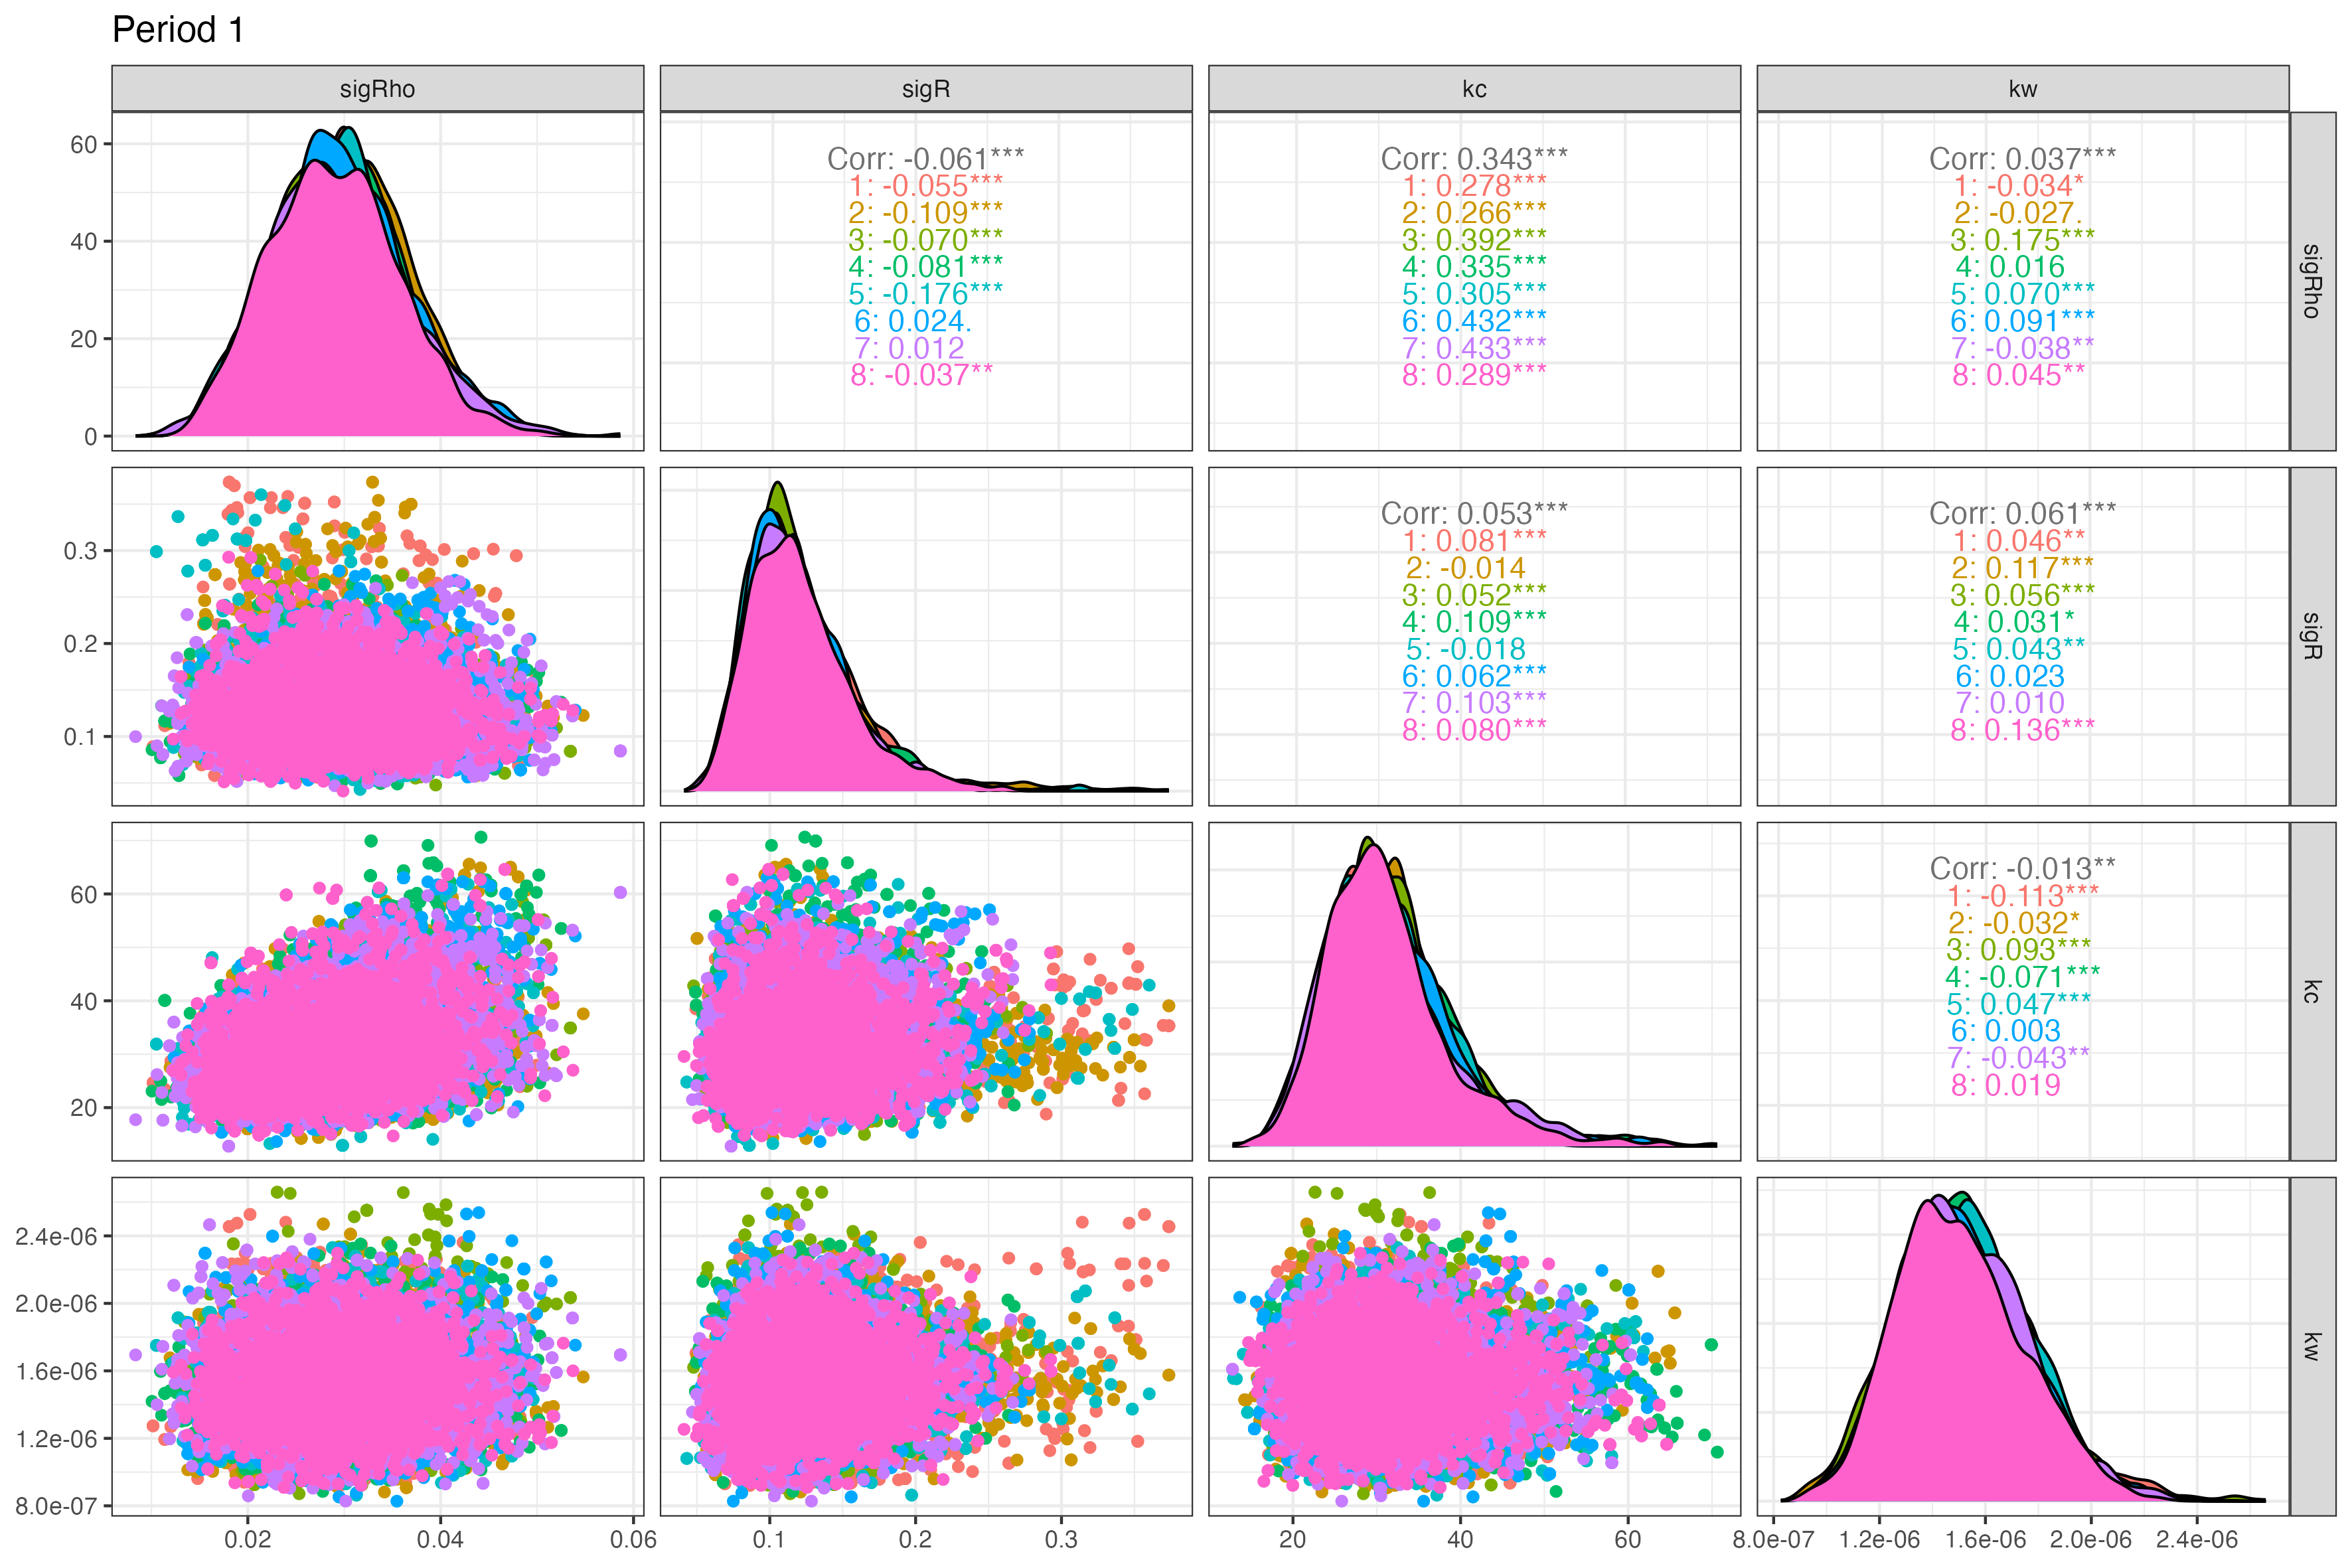 Period 1
sigRho
sigR
kc
kw
60
40
20
0
Corr: -0.061***
1: -0.055***
2: -0.109***
3: -0.070***
4: -0.081***
5: -0.176***
6: 0.024.
7: 0.012
8: -0.037**
Corr: 0.343***
1: 0.278***
2: 0.266***
3: 0.392***
4: 0.335***
5: 0.305***
6: 0.432***
7: 0.433***
8: 0.289***
Corr: 0.037***
1: -0.034*
2: -0.027.
3: 0.175***
4: 0.016
5: 0.070***
6: 0.091***
7: -0.038**
8: 0.045**
sigRho
0.3
0.2
0.1
Corr: 0.053***
1: 0.081***
2: -0.014
3: 0.052***
4: 0.109***
5: -0.018
6: 0.062***
7: 0.103***
8: 0.080***
Corr: 0.061***
1: 0.046**
2: 0.117***
3: 0.056***
4: 0.031*
5: 0.043**
6: 0.023
7: 0.010
8: 0.136***
sigR
60
40
20
Corr: -0.013**
1: -0.113***
2: -0.032*
3: 0.093***
4: -0.071***
5: 0.047***
6: 0.003
7: -0.043**
8: 0.019
kc
2.4e-06
2.0e-06
1.6e-06
1.2e-06
8.0e-07
kw
0.02
0.04
0.06
0.1
0.2
0.3
20
40
60
8.0e-07
1.2e-06
1.6e-06
2.0e-06
2.4e-06